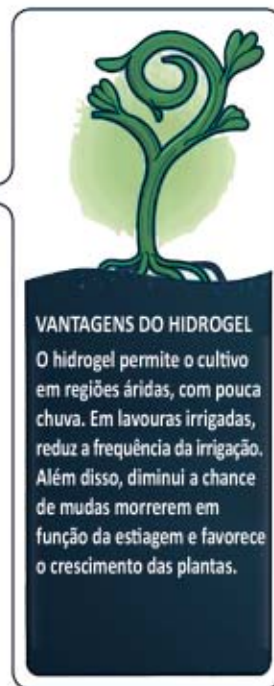 VANTAGENS DO HIDROGEL
O hidrogel permite o cultivo
em regiões áridas, com pouca
chuva. Em lavouras irrigadas,
reduz a frequência da irrigação.
Além disso, diminui a chance
de mudas morrerem em
função da estiagem e favorece
o crescimento das plantas.